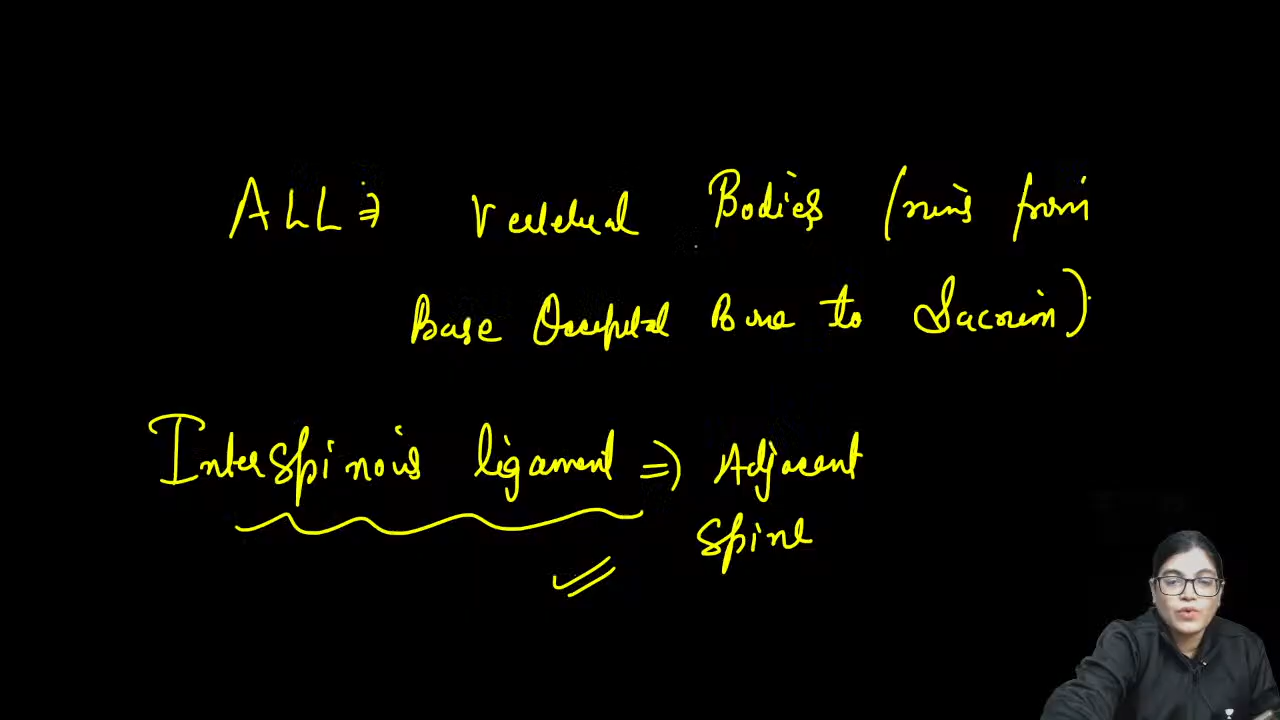 ALL ⇒ Vertebral Bodies (runs from
Base Occipital Bone to Sacrum)
Interspinous ligament ⇒ Adjacent
Spine